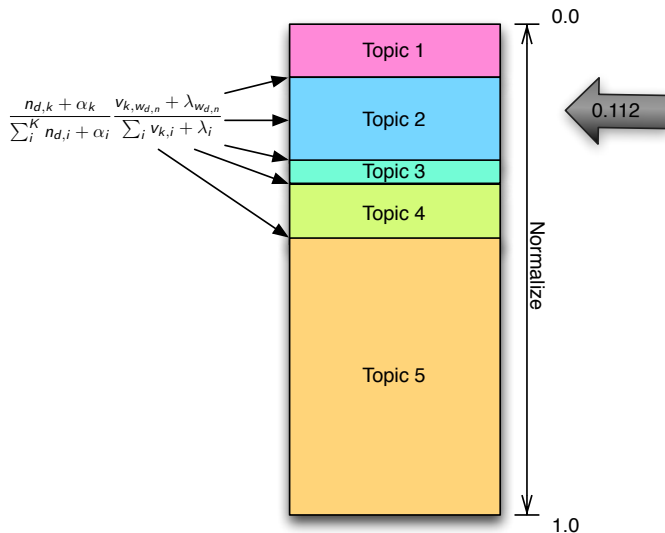 0.0
Topic 1
\frac{n_{d,k} + \alpha_k}{\sum_i^K n_{d,i} + \alpha_i} \frac{v_{k,w_{d,n}} + \lambda_{w_{d,n}}}{\sum_i v_{k,i} + \lambda_i}
Topic 2
0.112
Topic 3
Topic 4
Normalize
Topic 5
1.0